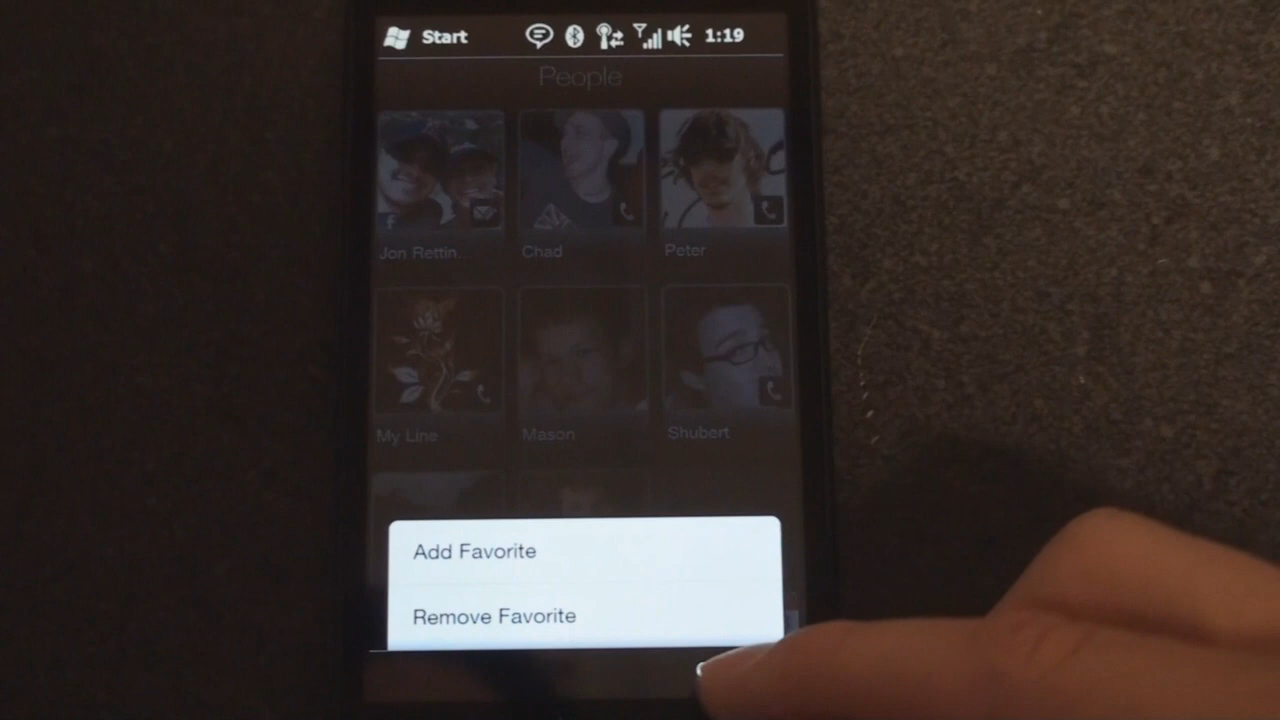 Start 1:19
People
Jon Rettin.. Chad Peter
My Line Mason Shubert
Add Favorite
Remove Favorite